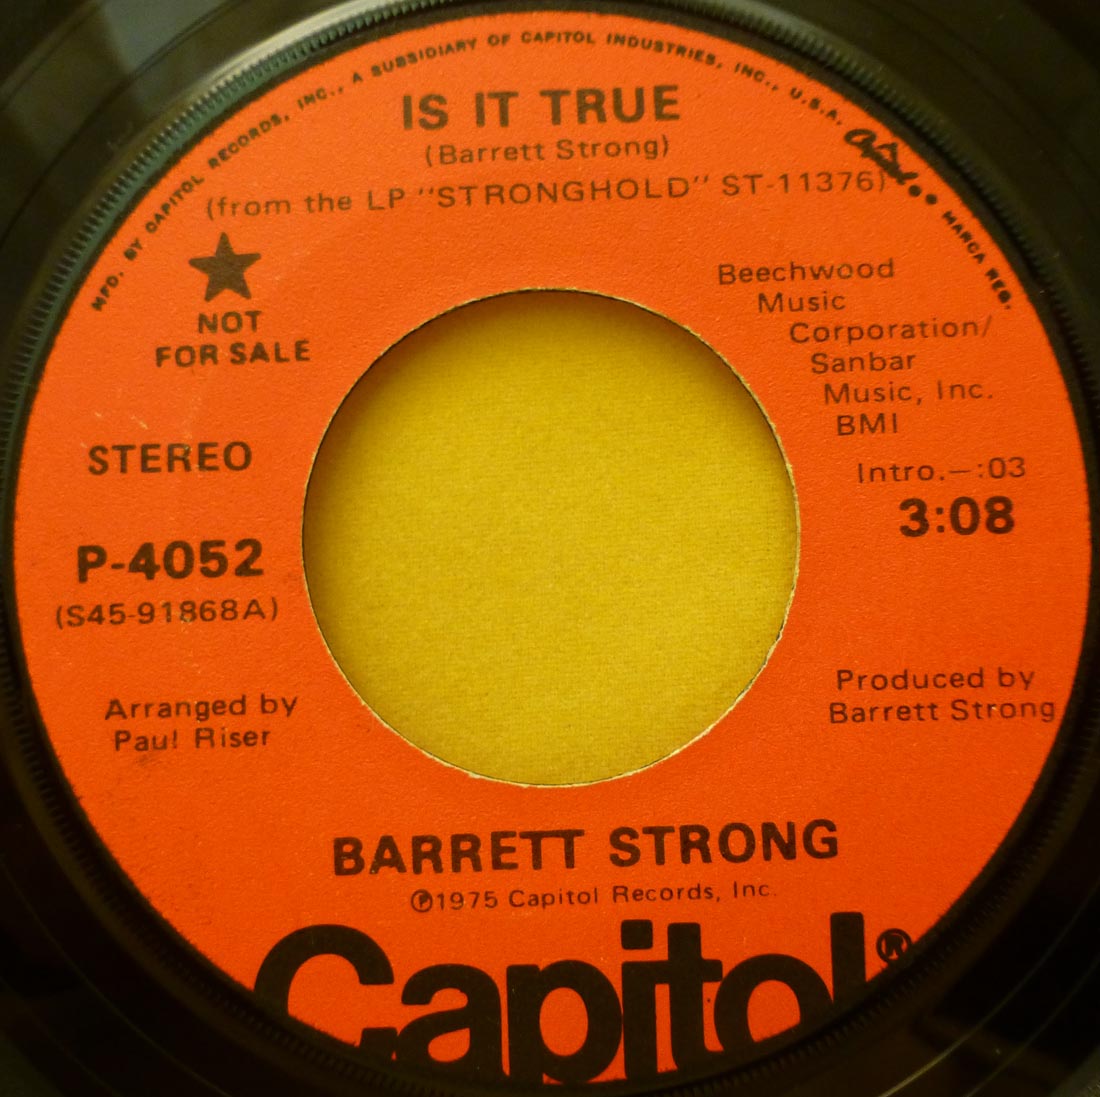 MFD. BY CAPITOL RECORDS, INC., A SUBSIDIARY OF CAPITOL INDUSTRIES, INC., U.S.A. Capitol • MARCA REG.
IS IT TRUE
(Barrett Strong)
(from the LP "STRONGHOLD" ST-11376)
NOT
FOR SALE
Beechwood
Music
Corporation/
Sanbar
Music, Inc.
BMI
STEREO
Intro.—:03
3:08
P-4052
(S45-91868A)
Arranged by
Paul Riser
Produced by
Barrett Strong
BARRETT STRONG
Ⓟ1975 Capitol Records, Inc.
Capitol®